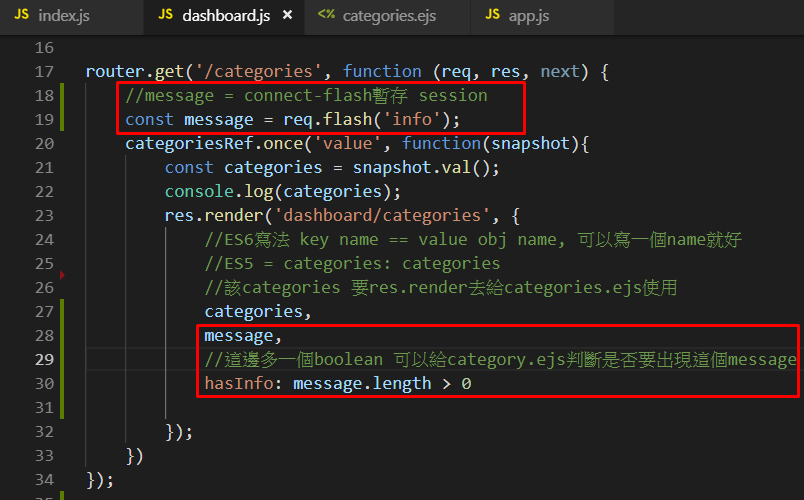 JS index.js JS dashboard.js × <% categories.ejs JS app.js
16
17 router.get('/categories', function (req, res, next) {
18 //message = connect-flash暫存 session
19 const message = req.flash('info');
20 categoriesRef.once('value', function(snapshot){
21 const categories = snapshot.val();
22 console.log(categories);
23 res.render('dashboard/categories', {
24 //ES6寫法 key name == value obj name, 可以寫一個name就好
25 //ES5 = categories: categories
26 //該categories 要res.render去給categories.ejs使用
27 categories,
28 message,
29 //這邊多一個boolean 可以給category.ejs判斷是否要出現這個message
30 hasInfo: message.length > 0
31
32 });
33 })
34 });